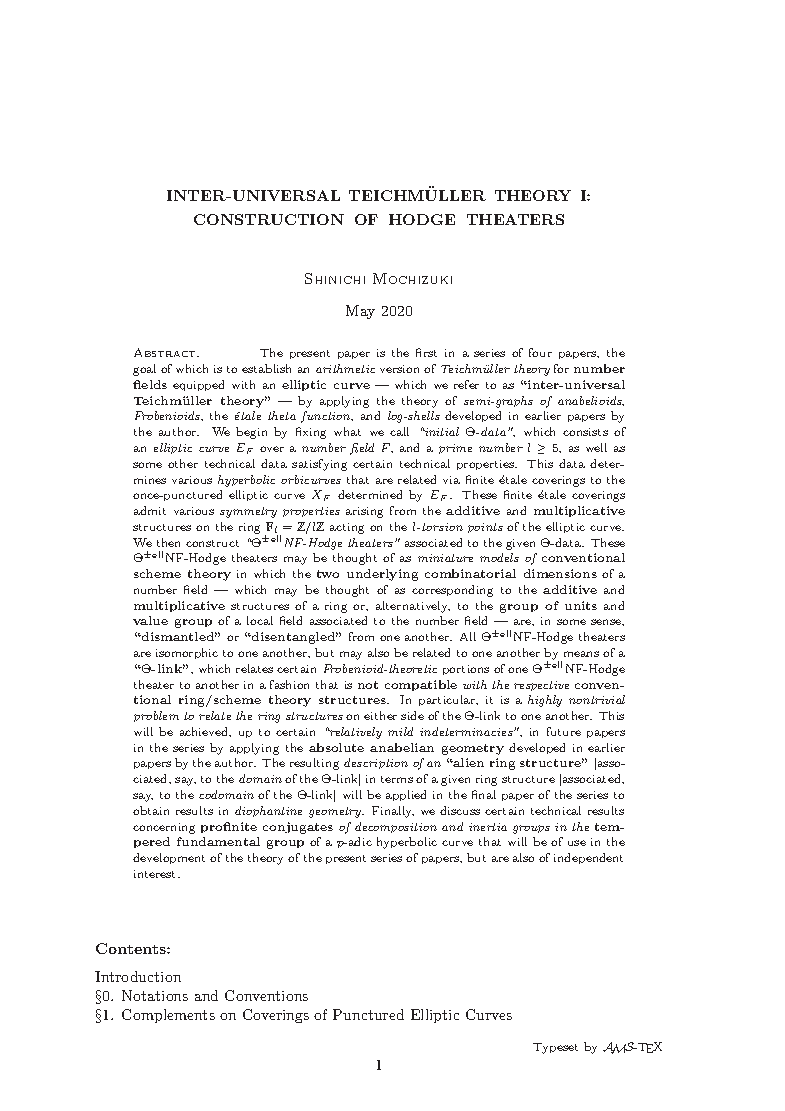 INTER-UNIVERSAL TEICHMÜLLER THEORY I:
CONSTRUCTION OF HODGE THEATERS
Shinichi Mochizuki
May 2020
Abstract. The present paper is the first in a series of four papers, the
goal of which is to establish an arithmetic version of Teichmüller theory for number
fields equipped with an elliptic curve — which we refer to as “inter-universal
Teichmüller theory” — by applying the theory of semi-graphs of anabelioids,
Frobenioids, the étale theta function, and log-shells developed in earlier papers by
the author. We begin by fixing what we call “initial Θ-data”, which consists of
an elliptic curve E_F over a number field F, and a prime number l ≥ 5, as well as
some other technical data satisfying certain technical properties. This data deter-
mines various hyperbolic orbicurves that are related via finite étale coverings to the
once-punctured elliptic curve X_F determined by E_F. These finite étale coverings
admit various symmetry properties arising from the additive and multiplicative
structures on the ring F_l = Z/lZ acting on the l-torsion points of the elliptic curve.
We then construct “Θ^{±ell}NF-Hodge theaters” associated to the given Θ-data. These
Θ^{±ell}NF-Hodge theaters may be thought of as miniature models of conventional
scheme theory in which the two underlying combinatorial dimensions of a
number field — which may be thought of as corresponding to the additive and
multiplicative structures of a ring or, alternatively, to the group of units and
value group of a local field associated to the number field — are, in some sense,
“dismantled” or “disentangled” from one another. All Θ^{±ell}NF-Hodge theaters
are isomorphic to one another, but may also be related to one another by means of a
“Θ-link”, which relates certain Frobenioid-theoretic portions of one Θ^{±ell}NF-Hodge
theater to another in a fashion that is not compatible with the respective conven-
tional ring/scheme theory structures. In particular, it is a highly nontrivial
problem to relate the ring structures on either side of the Θ-link to one another. This
will be achieved, up to certain “relatively mild indeterminacies”, in future papers
in the series by applying the absolute anabelian geometry developed in earlier
papers by the author. The resulting description of an “alien ring structure” [asso-
ciated, say, to the domain of the Θ-link] in terms of a given ring structure [associated,
say, to the codomain of the Θ-link] will be applied in the final paper of the series to
obtain results in diophantine geometry. Finally, we discuss certain technical results
concerning profinite conjugates of decomposition and inertia groups in the tem-
pered fundamental group of a p-adic hyperbolic curve that will be of use in the
development of the theory of the present series of papers, but are also of independent
interest.
Contents:
Introduction
§0. Notations and Conventions
§1. Complements on Coverings of Punctured Elliptic Curves
Typeset by AMS-TEX
1